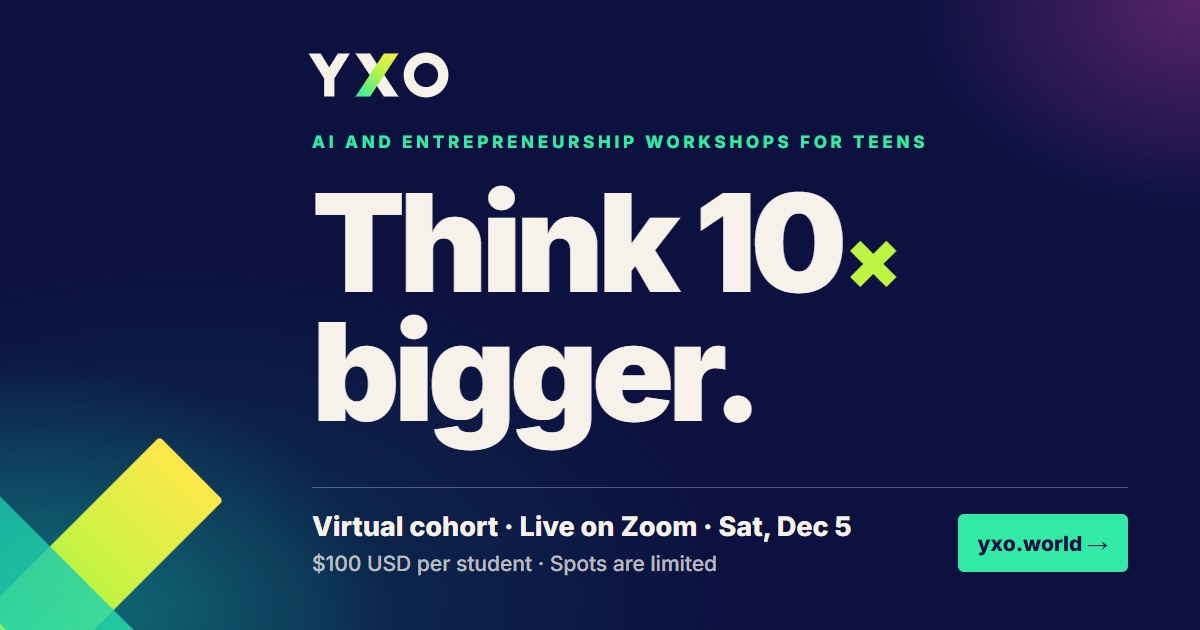 YXO
AI AND ENTREPRENEURSHIP WORKSHOPS FOR TEENS
Think 10×
bigger.
Virtual cohort · Live on Zoom · Sat, Dec 5
$100 USD per student · Spots are limited
yxo.world →